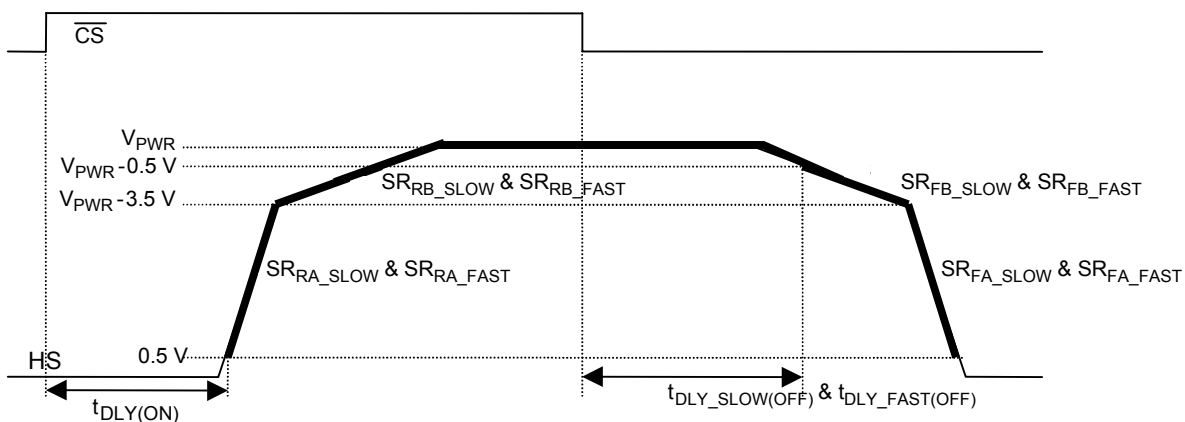 CS
VPWR
VPWR -0.5 V
VPWR -3.5 V
SRRB_SLOW & SRRB_FAST
SRFB_SLOW & SRFB_FAST
SRRA_SLOW & SRRA_FAST
SRFA_SLOW & SRFA_FAST
0.5 V
HS
tDLY(ON)
tDLY_SLOW(OFF) & tDLY_FAST(OFF)